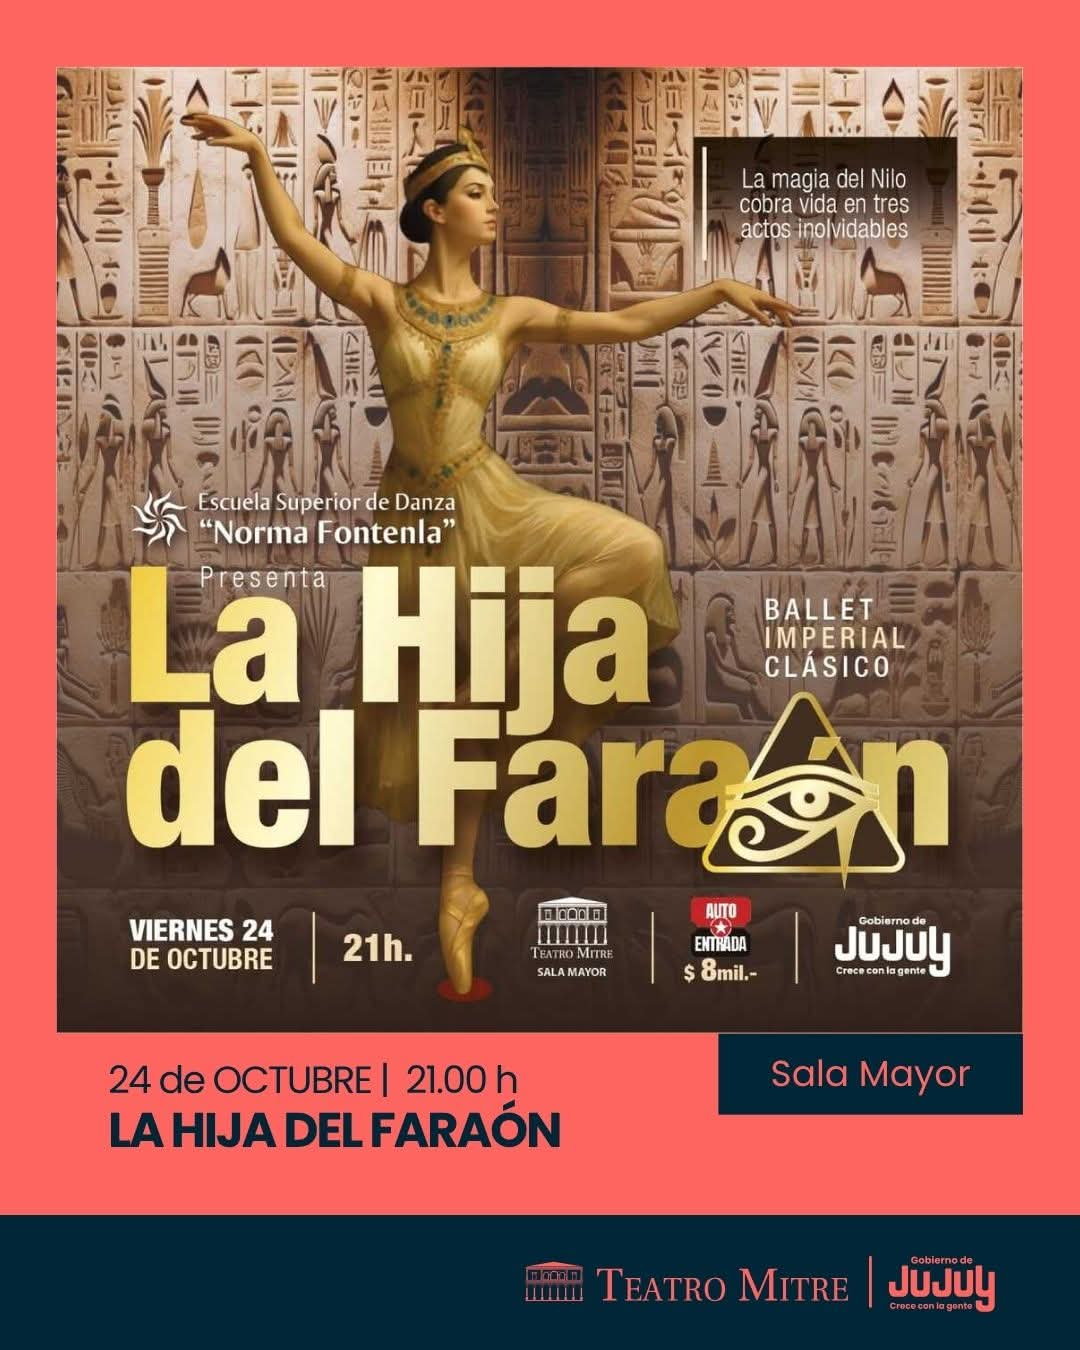 La magia del Nilo
cobra vida en tres
actos inolvidables
Escuela Superior de Danza
"Norma Fontenla"
Presenta
La Hija
del Faraón
BALLET
IMPERIAL
CLÁSICO
VIERNES 24
DE OCTUBRE
21h.
TEATRO MITRE
SALA MAYOR
AUTO
ENTRADA
$ 8mil.-
Gobierno de
JuJuy
Crece con la gente
24 de OCTUBRE | 21.00 h
LA HIJA DEL FARAÓN
Sala Mayor
TEATRO MITRE
Gobierno de
JuJuy
Crece con la gente